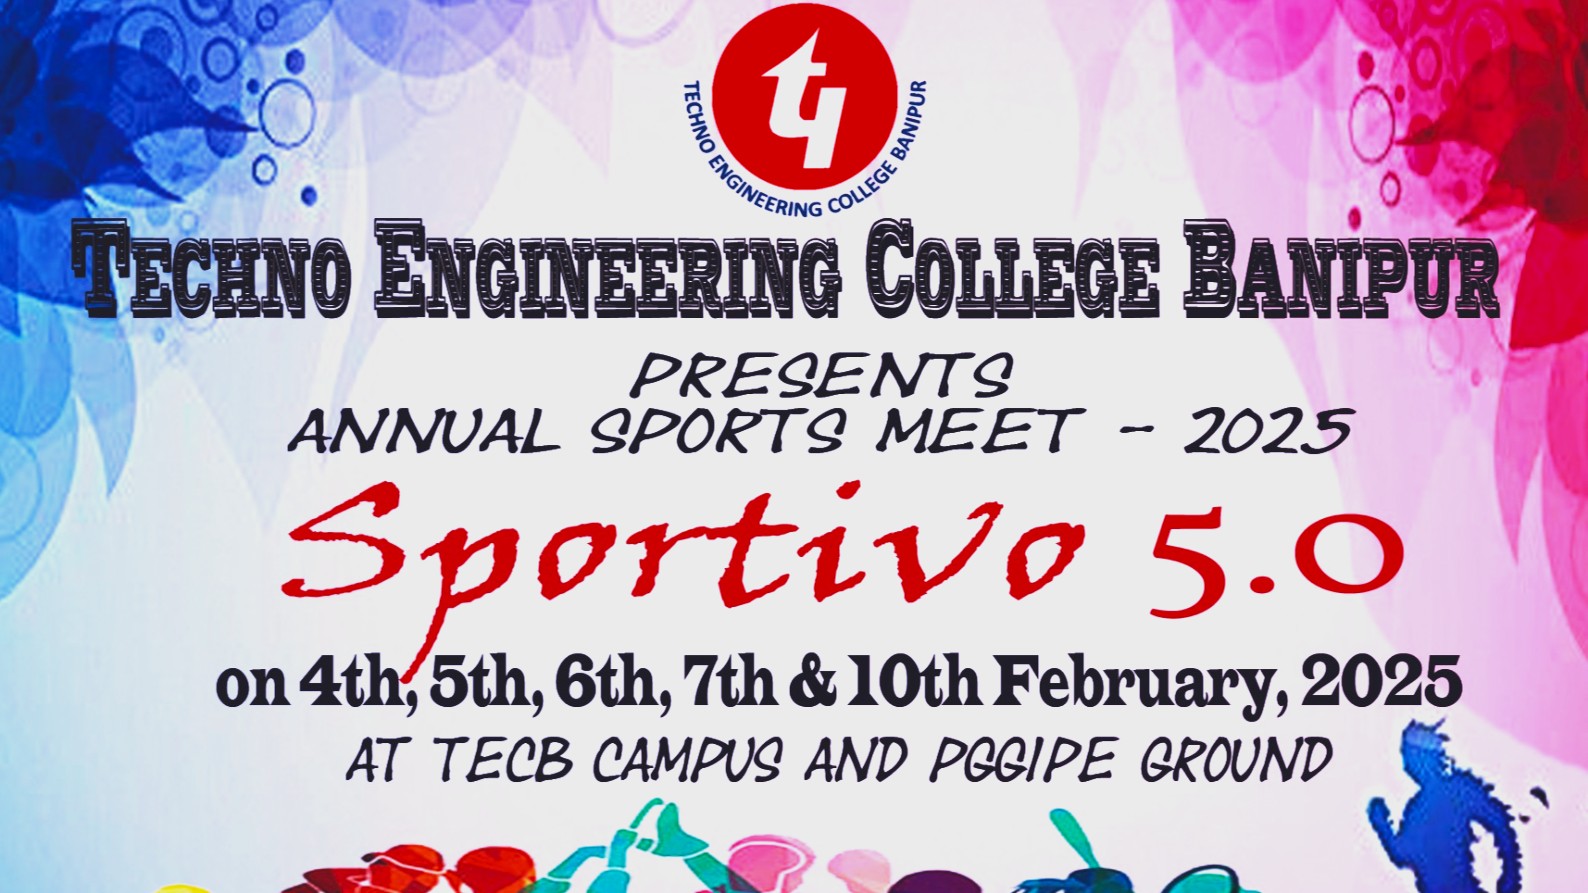 TECHNO ENGINEERING COLLEGE BANIPUR
TECHNO ENGINEERING COLLEGE BANIPUR
PRESENTS
ANNUAL SPORTS MEET - 2025
Sportivo 5.0
on 4th, 5th, 6th, 7th & 10th February, 2025
AT TECB CAMPUS AND PGGIPE GROUND